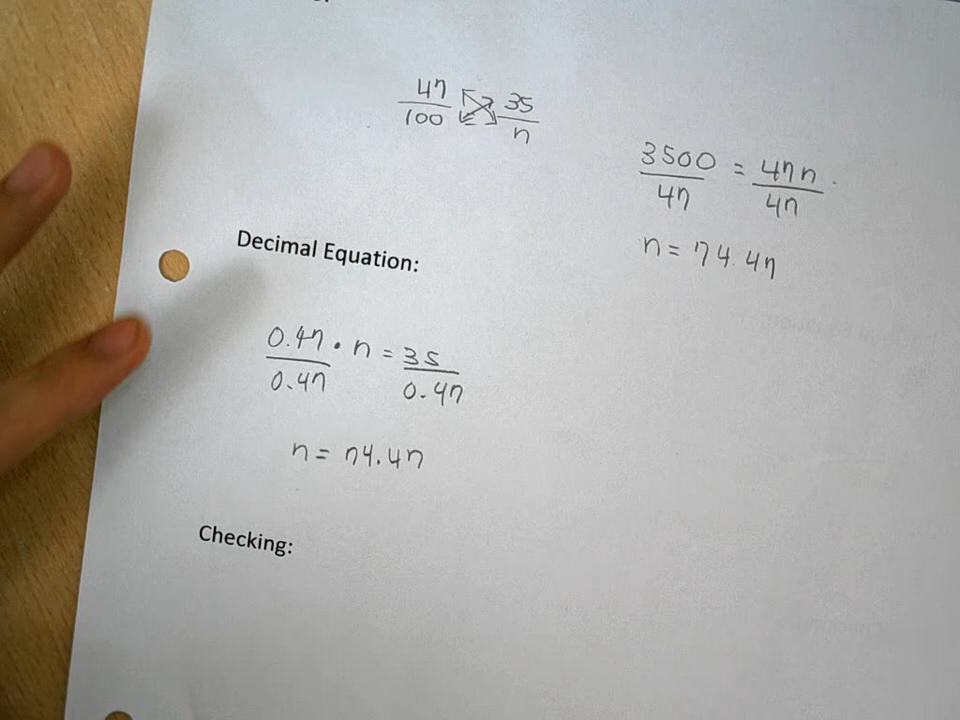 47/100 35/n
3500/47 = 47n/47
n = 74.47
Decimal Equation:
0.47/0.47 • n = 35/0.47
n = 74.47
Checking: